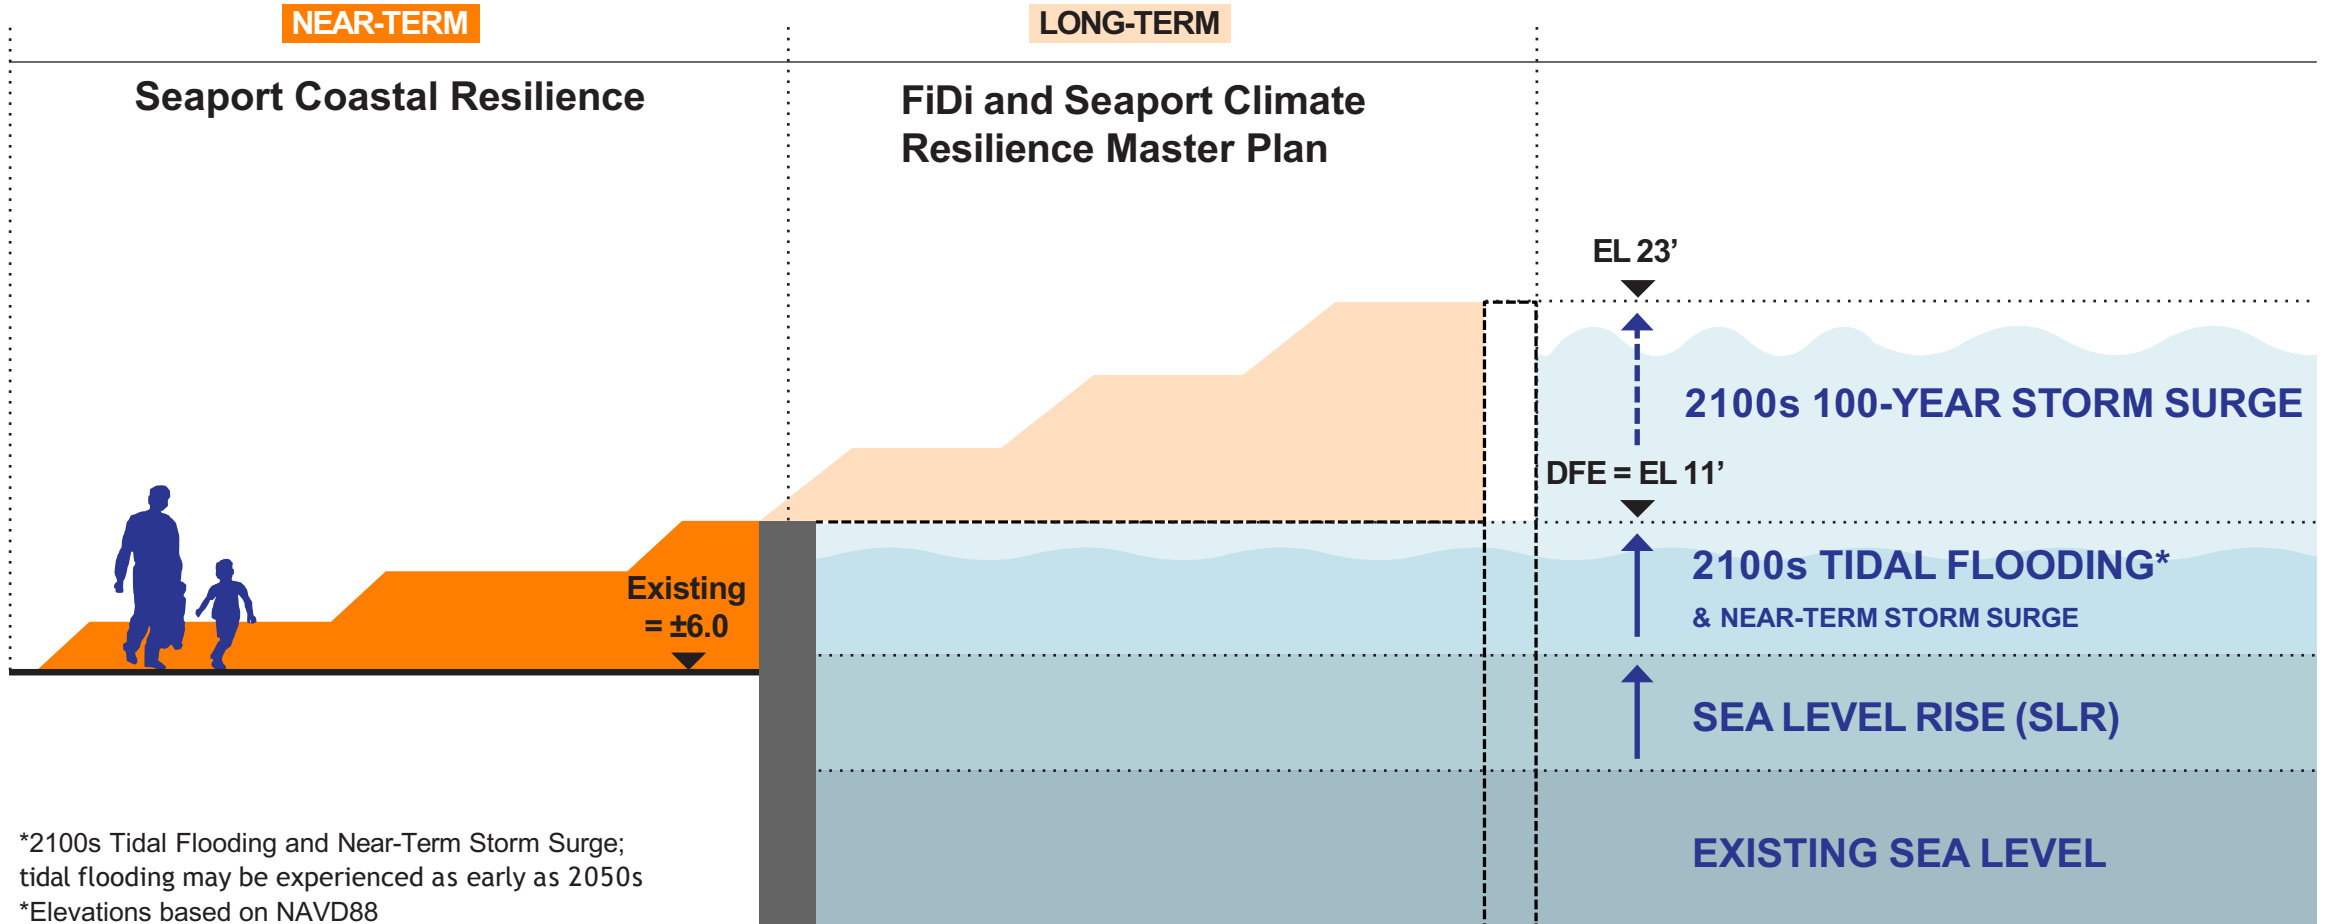 NEAR-TERM
LONG-TERM
Seaport Coastal Resilience
FiDi and Seaport Climate
Resilience Master Plan
EL 23’
2100s 100-YEAR STORM SURGE
DFE = EL 11’
2100s TIDAL FLOODING*
& NEAR-TERM STORM SURGE
Existing
= ±6.0
SEA LEVEL RISE (SLR)
EXISTING SEA LEVEL
*2100s Tidal Flooding and Near-Term Storm Surge;
tidal flooding may be experienced as early as 2050s
*Elevations based on NAVD88